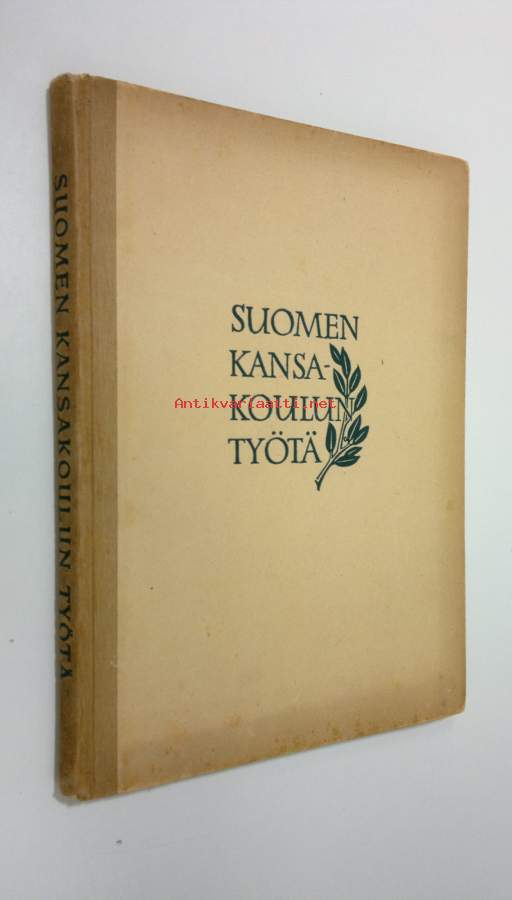 SUOMEN KANSAKOULUN TYÖTÄ
SUOMEN
KANSA-
KOULUN
TYÖTÄ
Antikvariaatti.net